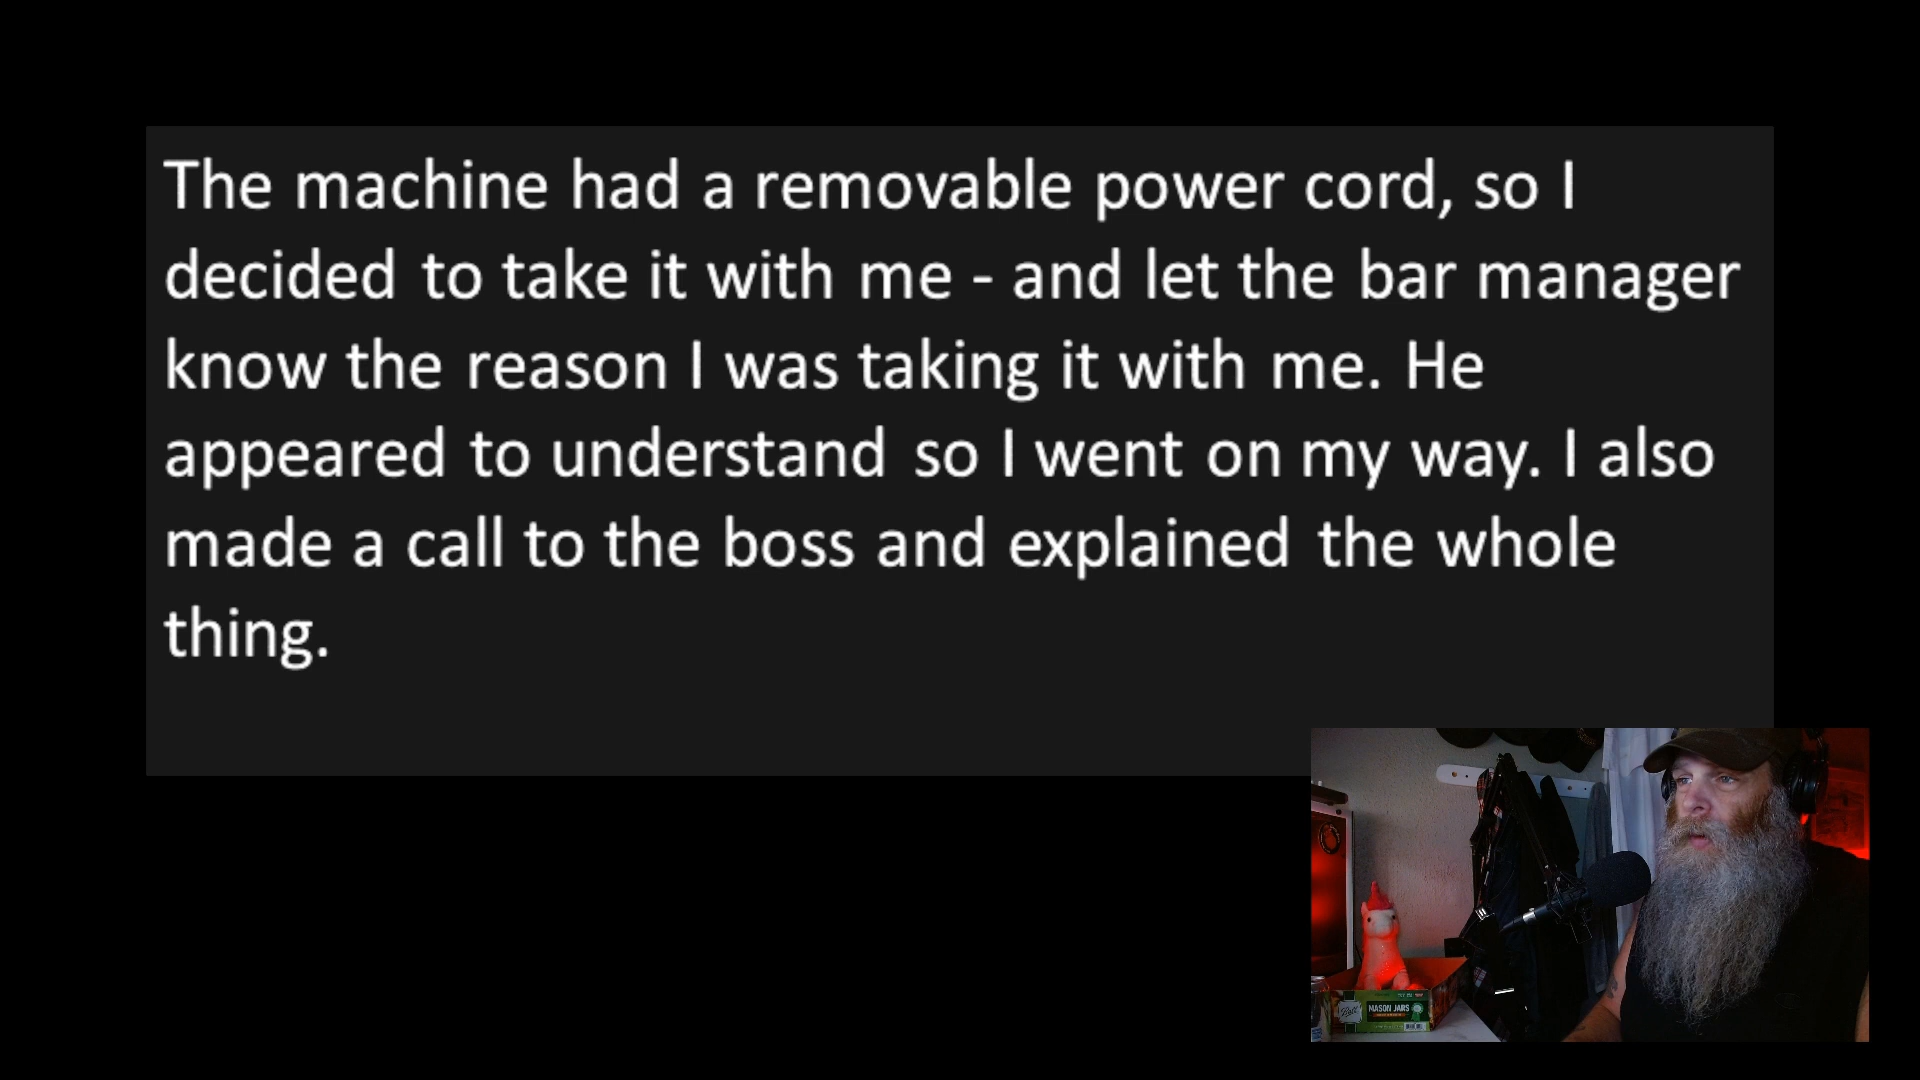 The machine had a removable power cord, so I
decided to take it with me - and let the bar manager
know the reason I was taking it with me. He
appeared to understand so I went on my way. I also
made a call to the boss and explained the whole
thing.
Ball
MASON JARS